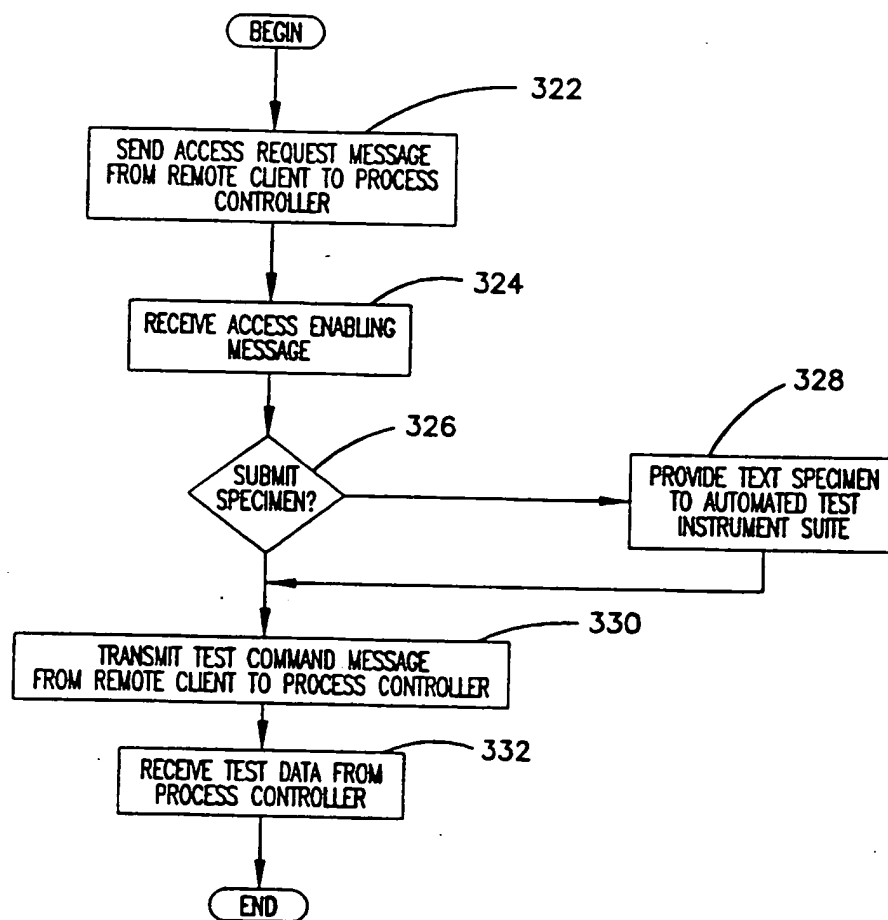 BEGIN
322
SEND ACCESS REQUEST MESSAGE
FROM REMOTE CLIENT TO PROCESS
CONTROLLER
324
RECEIVE ACCESS ENABLING
MESSAGE
326
SUBMIT
SPECIMEN?
328
PROVIDE TEXT SPECIMEN
TO AUTOMATED TEST
INSTRUMENT SUITE
330
TRANSMIT TEST COMMAND MESSAGE
FROM REMOTE CLIENT TO PROCESS CONTROLLER
332
RECEIVE TEST DATA FROM
PROCESS CONTROLLER
END